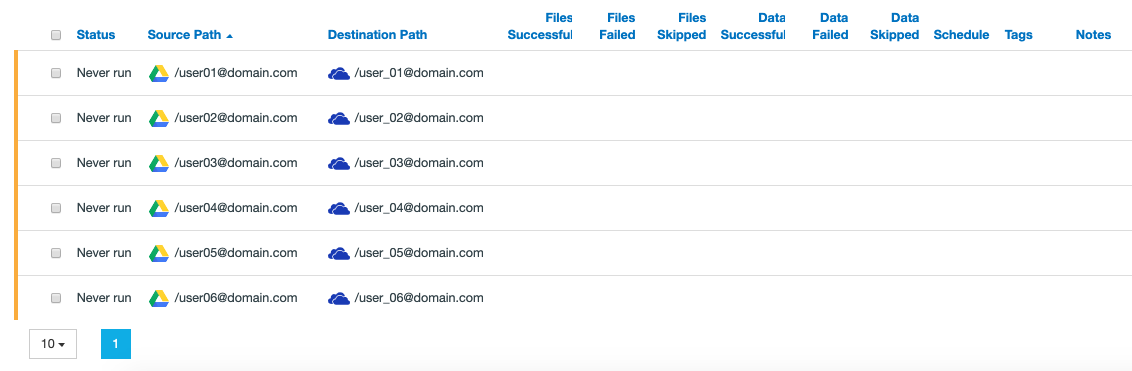 Status Source Path Destination Path Files Successful Files Failed Files Skipped Data Successful Data Failed Data Skipped Schedule Tags Notes
Never run /user01@domain.com /user_01@domain.com
Never run /user02@domain.com /user_02@domain.com
Never run /user03@domain.com /user_03@domain.com
Never run /user04@domain.com /user_04@domain.com
Never run /user05@domain.com /user_05@domain.com
Never run /user06@domain.com /user_06@domain.com
10 1